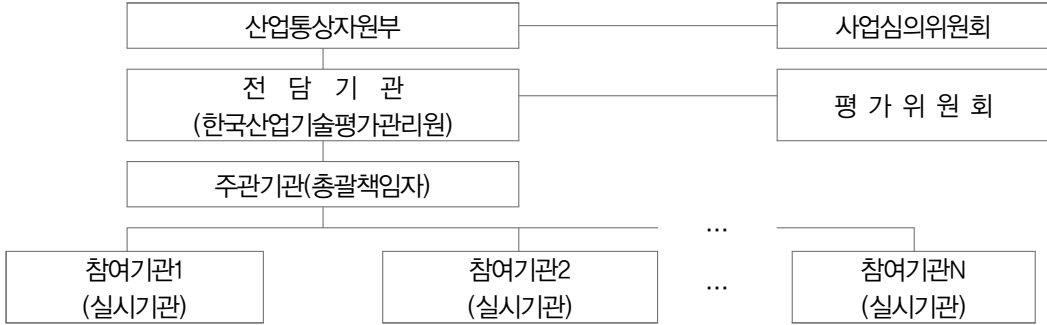 산업통상자원부
사업심의위원회
전 담 기 관
(한국산업기술평가관리원)
평 가 위 원 회
주관기관(총괄책임자)
...
참여기관1
(실시기관)
참여기관2
(실시기관)
...
참여기관N
(실시기관)